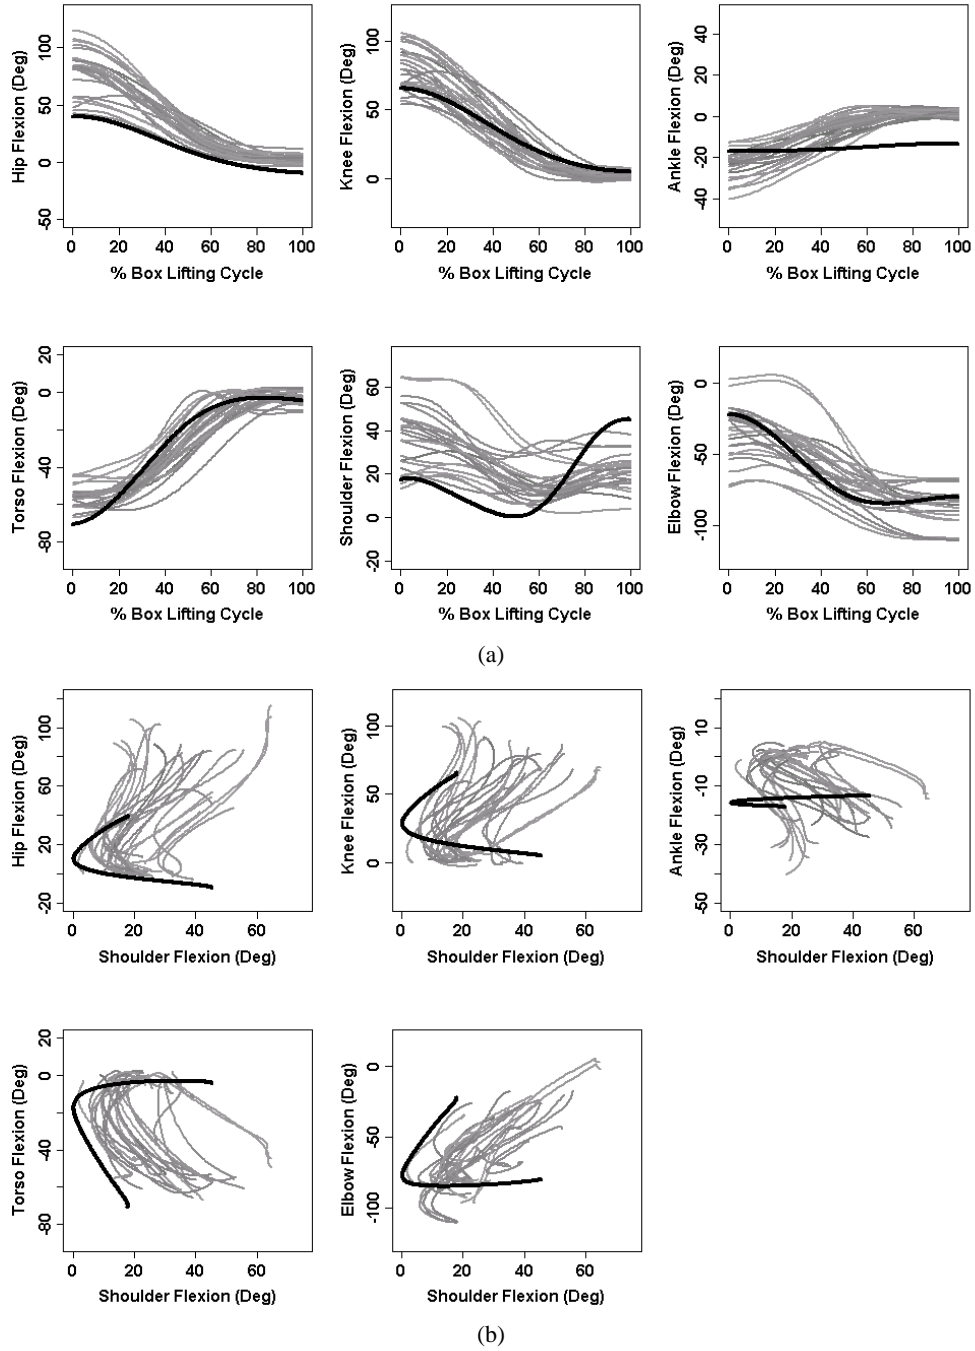 Hip Flexion (Deg)
-50 0 50 100
0 20 40 60 80 100
% Box Lifting Cycle
Knee Flexion (Deg)
0 50 100
0 20 40 60 80 100
% Box Lifting Cycle
Ankle Flexion (Deg)
-40 -20 0 20 40
0 20 40 60 80 100
% Box Lifting Cycle
Torso Flexion (Deg)
-80 -40 0 20
0 20 40 60 80 100
% Box Lifting Cycle
Shoulder Flexion (Deg)
-20 0 20 40 60
0 20 40 60 80 100
% Box Lifting Cycle
Elbow Flexion (Deg)
-100 -50 0
0 20 40 60 80 100
% Box Lifting Cycle
(a)
Hip Flexion (Deg)
-20 20 60 100
0 20 40 60
Shoulder Flexion (Deg)
Knee Flexion (Deg)
0 50 100
0 20 40 60
Shoulder Flexion (Deg)
Ankle Flexion (Deg)
-50 -30 -10 10
0 20 40 60
Shoulder Flexion (Deg)
Torso Flexion (Deg)
-80 -40 0 20
0 20 40 60
Shoulder Flexion (Deg)
Elbow Flexion (Deg)
-100 -50 0
0 20 40 60
Shoulder Flexion (Deg)
(b)